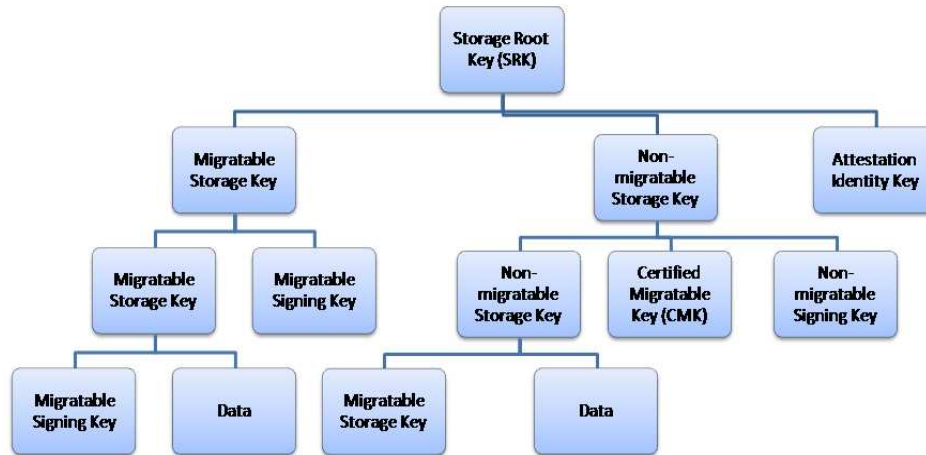 Storage Root
Key (SRK)
Migratable
Storage Key
Non-
migratable
Storage Key
Attestation
Identity Key
Migratable
Storage Key
Migratable
Signing Key
Non-
migratable
Storage Key
Certified
Migratable
Key (CMK)
Non-
migratable
Signing Key
Migratable
Signing Key
Data
Migratable
Storage Key
Data